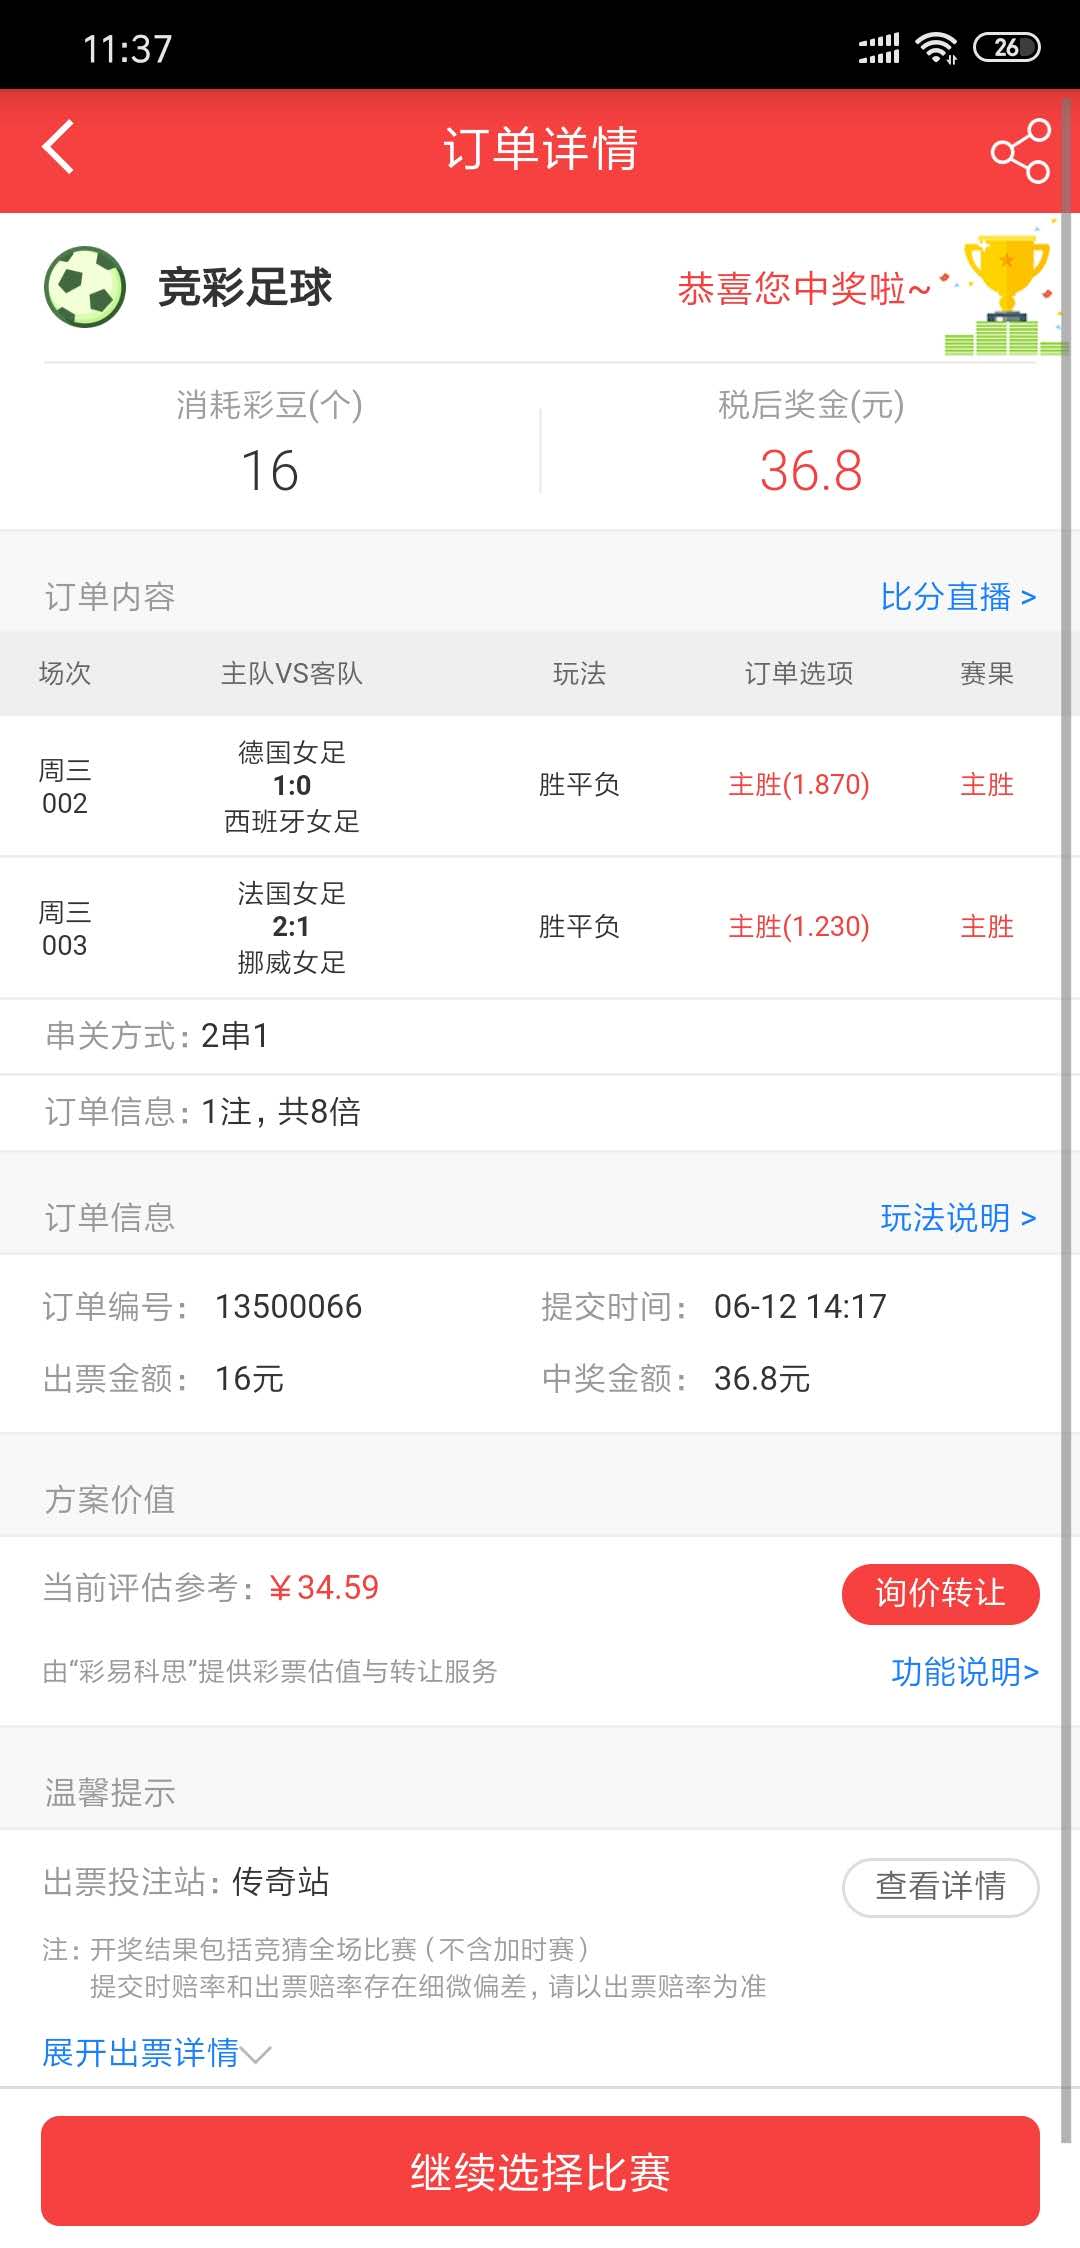 11:37
26
订单详情
竞彩足球
恭喜您中奖啦~
消耗彩豆(个)
税后奖金(元)
16
36.8
订单内容
比分直播 >
场次 主队VS客队 玩法 订单选项 赛果
周三
002
德国女足
1:0
西班牙女足
胜平负
主胜(1.870)
主胜
周三
003
法国女足
2:1
挪威女足
胜平负
主胜(1.230)
主胜
串关方式：2串1
订单信息：1注，共8倍
订单信息
玩法说明 >
订单编号： 13500066
提交时间： 06-12 14:17
出票金额： 16元
中奖金额： 36.8元
方案价值
当前评估参考：￥34.59
询价转让
由“彩易科思”提供彩票估值与转让服务
功能说明>
温馨提示
出票投注站：传奇站
查看详情
注：开奖结果包括竞猜全场比赛（不含加时赛）
提交时赔率和出票赔率存在细微偏差，请以出票赔率为准
展开出票详情
继续选择比赛